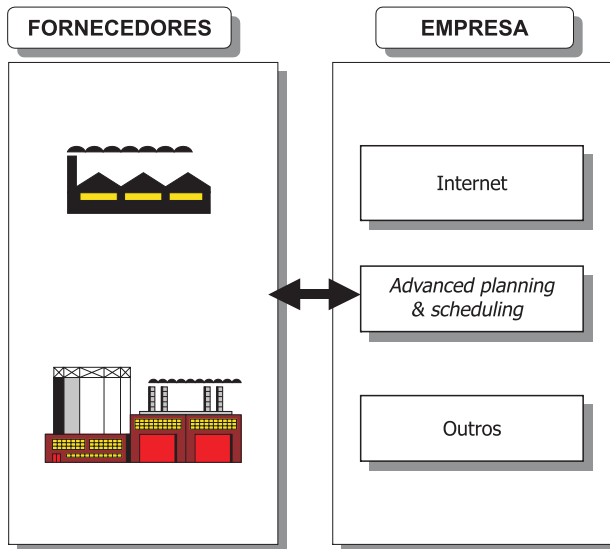 FORNECEDORES
EMPRESA
Internet
Advanced planning
& scheduling
Outros